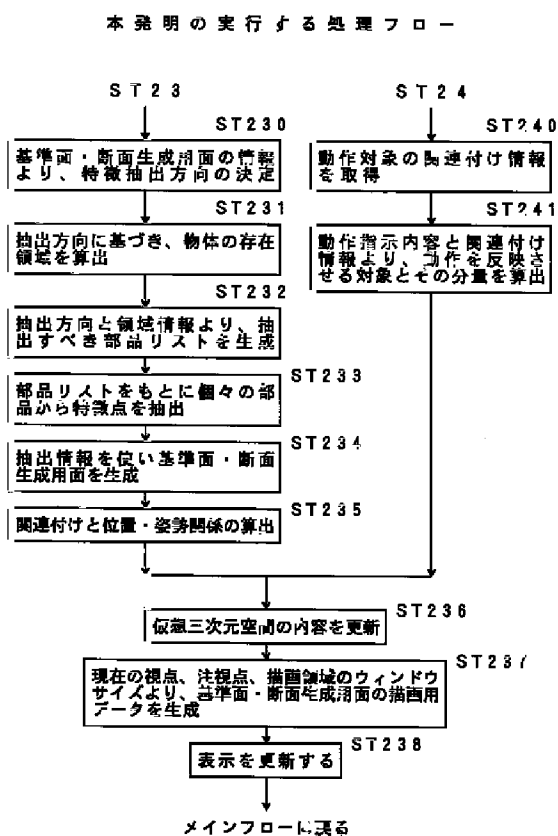 本発明の実行する処理フロー
ST23
ST24
ST230
基準面・断面生成用面の情報
より、特徴抽出方向の決定
ST231
抽出方向に基づき、物体の存在
領域を算出
ST232
抽出方向と領域情報より、抽
出すべき部品リストを生成
ST233
部品リストをもとに個々の部
品から特徴点を抽出
ST234
抽出情報を使い基準面・断面
生成用面を生成
ST235
関連付けと位置・姿勢関係の算出
ST240
動作対象の関連付け情報
を取得
ST241
動作指示内容と関連付け
情報より、動作を反映さ
せる対象とその分量を算出
ST236
仮想三次元空間の内容を更新
ST237
現在の視点、注視点、描画領域のウィンドウ
サイズより、基準面・断面生成用面の描画用
データを生成
ST238
表示を更新する
メインフローに戻る